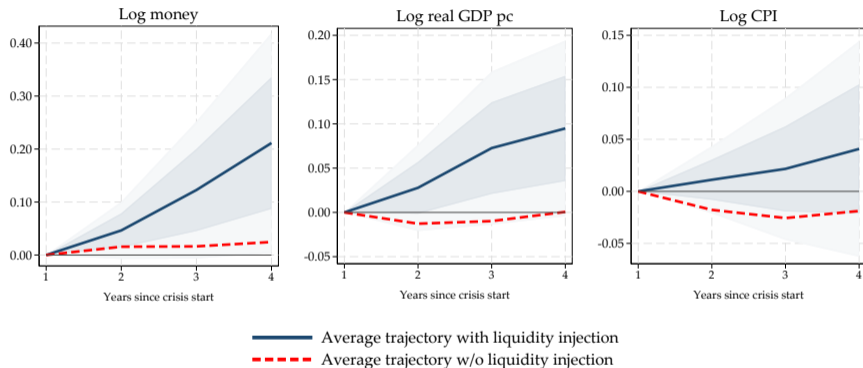 Log money
0.40
0.30
0.20
0.10
0.00
1 2 3 4
Years since crisis start
Log real GDP pc
0.20
0.15
0.10
0.05
0.00
-0.05
1 2 3 4
Years since crisis start
Log CPI
0.15
0.10
0.05
0.00
-0.05
1 2 3 4
Years since crisis start
Average trajectory with liquidity injection
Average trajectory w/o liquidity injection